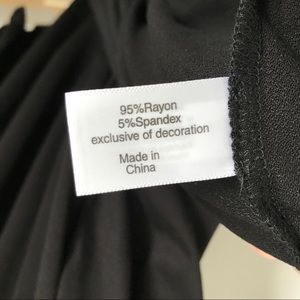 95%Rayon
5%Spandex
exclusive of decoration
Made in
China